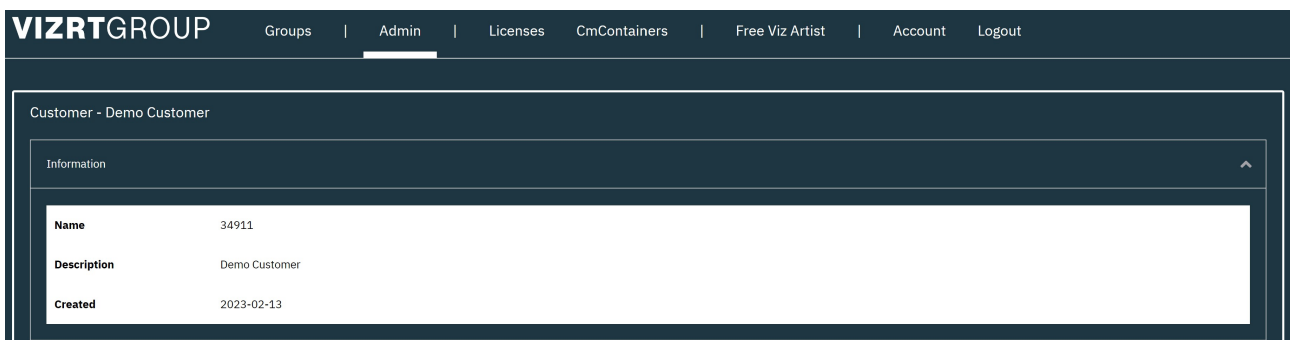 VIZRTGROUP Groups | Admin | Licenses CmContainers | Free Viz Artist | Account Logout
Customer - Demo Customer
Information
Name 34911
Description Demo Customer
Created 2023-02-13